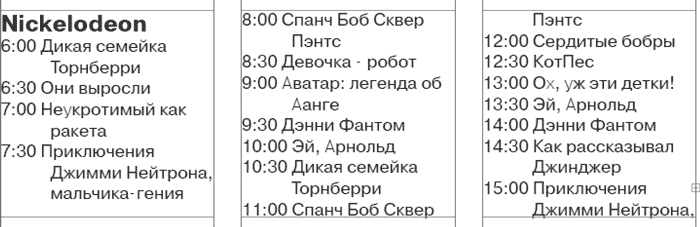 Nickelodeon
6:00 Дикая семейка
Торнберри
6:30 Они выросли
7:00 Неукротимый как
ракета
7:30 Приключения
Джимми Нейтрона,
мальчика-гения
8:00 Спанч Боб Сквер
Пэнтс
8:30 Девочка - робот
9:00 Аватар: легенда об
Аанге
9:30 Дэнни Фантом
10:00 Эй, Арнольд
10:30 Дикая семейка
Торнберри
11:00 Спанч Боб Сквер
Пэнтс
12:00 Сердитые бобры
12:30 КотПес
13:00 Ох, уж эти детки!
13:30 Эй, Арнольд
14:00 Дэнни Фантом
14:30 Как рассказывал
Джинджер
15:00 Приключения
Джимми Нейтрона,